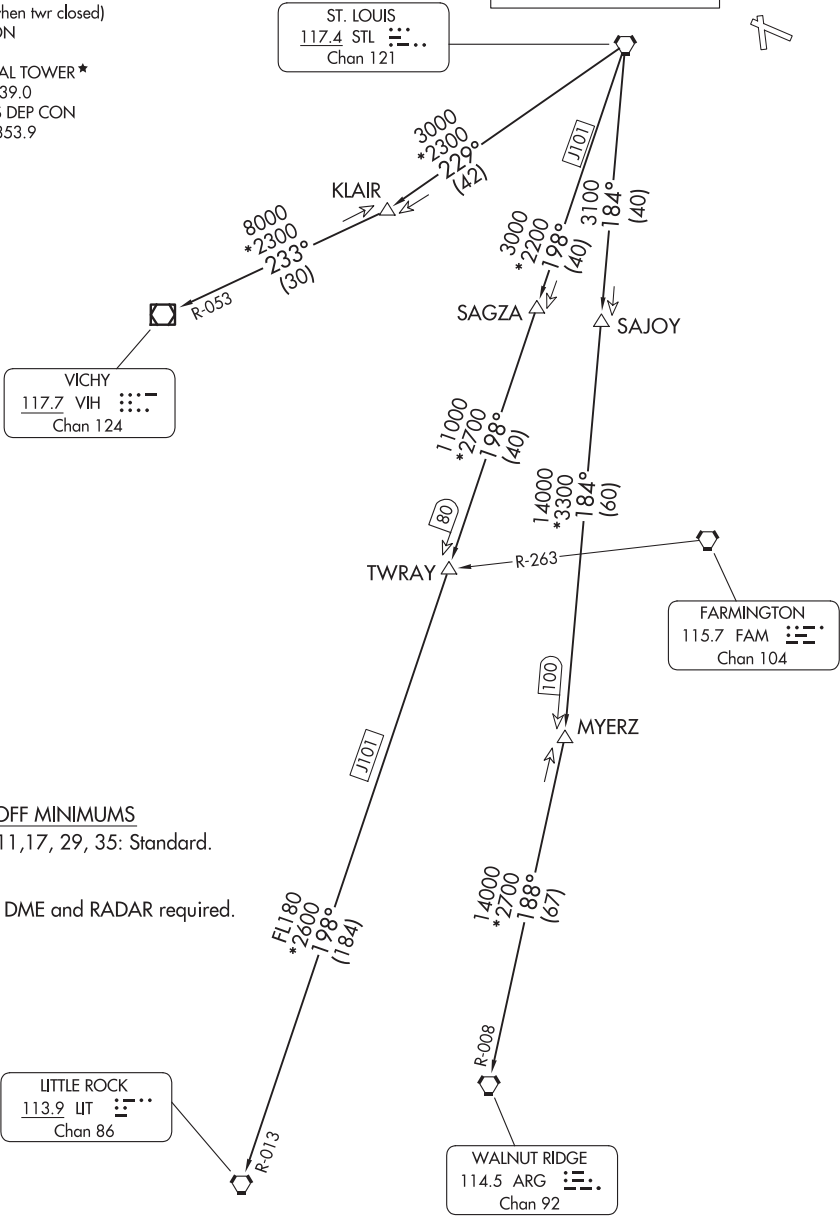 when twr closed)
ON
AL TOWER★
39.0
S DEP CON
353.9
ST. LOUIS
117.4 STL
Chan 121
3000
*2300
229°
(42)
KLAIR
8000
*2300
233°
(30)
R-053
VICHY
117.7 VIH
Chan 124
J101
3000
*2200
198°
(40)
3100
184°
(40)
SAGZA
SAJOY
11000
*2700
198°
(40)
14000
*3300
184°
(60)
80
TWRAY
R-263
FARMINGTON
115.7 FAM
Chan 104
100
MYERZ
J101
OFF MINIMUMS
11,17, 29, 35: Standard.
DME and RADAR required.
FL180
*2600
198°
(184)
14000
*2700
188°
(67)
R-008
R-013
LITTLE ROCK
113.9 LIT
Chan 86
WALNUT RIDGE
114.5 ARG
Chan 92